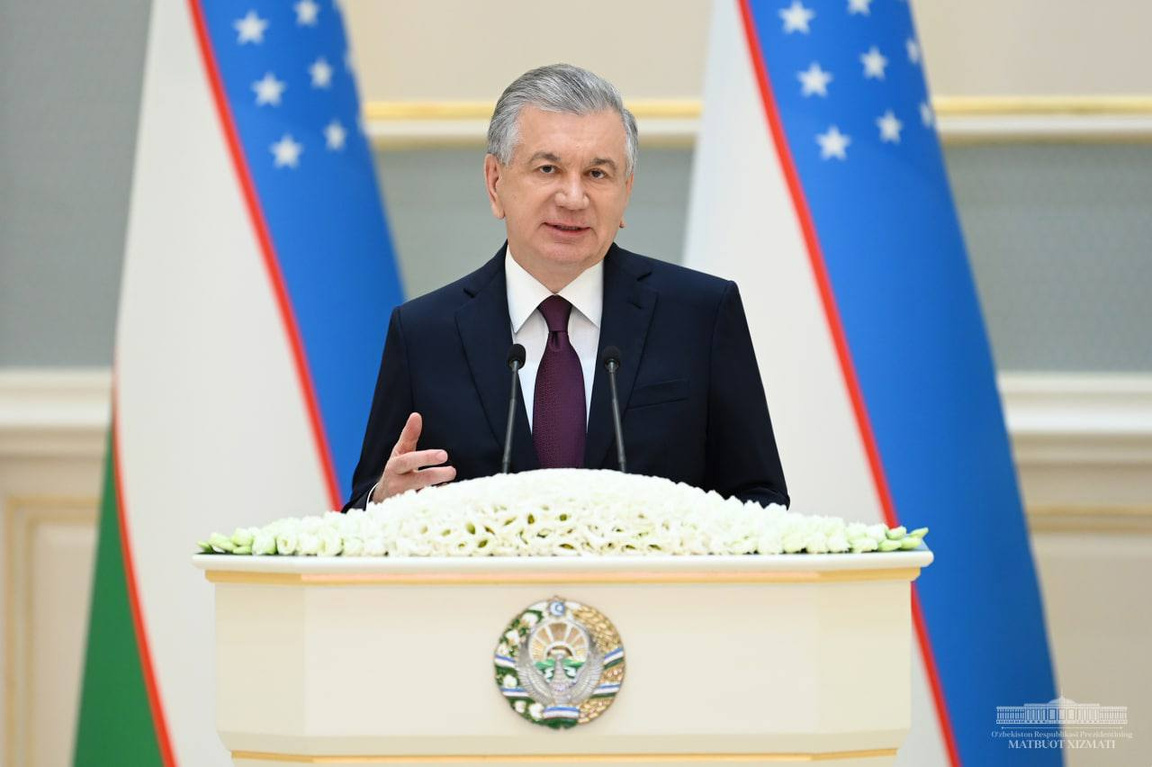 O'zbekiston Respublikasi Prezidentining
MATBUOT XIZMATI